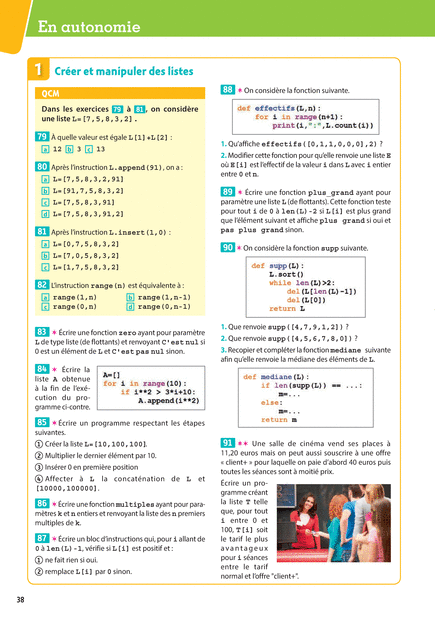 En autonomie
1 Créer et manipuler des listes
QCM
Dans les exercices 79 à 81, on considère
une liste L=[7,5,8,3,2].
79 À quelle valeur est égale L[1]+L[2] :
a 12 b 3 c 13
80 Après l'instruction L.append(91), on a :
a L=[7,5,8,3,2,91]
b L=[91,7,5,8,3,2]
c L=[7,5,8,3,91]
d L=[7,5,8,3,91,2]
81 Après l'instruction L.insert(1,0) :
a L=[0,7,5,8,3,2]
b L=[7,0,5,8,3,2]
c L=[1,7,5,8,3,2]
82 L'instruction range(n) est équivalente à :
a range(1,n) b range(1,n-1)
c range(0,n) d range(0,n-1)
83 * Écrire une fonction zero ayant pour paramètre
L de type liste (de flottants) et renvoyant C'est nul si
0 est un élément de L et C'est pas nul sinon.
84 * Écrire la
liste A obtenue
à la fin de l'exé-
cution du pro-
gramme ci-contre.
A=[]
for i in range(10):
if i**2 > 3*i+10:
A.append(i**2)
85 * Écrire un programme respectant les étapes
suivantes.
1 Créer la liste L=[10,100,100].
2 Multiplier le dernier élément par 10.
3 Insérer 0 en première position
4 Affecter à L la concaténation de L et
[10000,100000].
86 * Écrire une fonction multiples ayant pour para-
mètres k et n entiers et renvoyant la liste des n premiers
multiples de k.
87 * Écrire un bloc d'instructions qui, pour i allant de
0 à len(L)-1, vérifie si L[i] est positif et :
1 ne fait rien si oui.
2 remplace L[i] par 0 sinon.
88 * On considère la fonction suivante.
def effectifs(L,n):
for i in range(n+1):
print(i,":",L.count(i))
1. Qu'affiche effectifs([0,1,1,0,0,0],2) ?
2. Modifier cette fonction pour qu'elle renvoie une liste E
où E[i] est l'effectif de la valeur i dans L avec i entier
entre 0 et n.
89 * Écrire une fonction plus_grand ayant pour
paramètre une liste L (de flottants). Cette fonction teste
pour tout i de 0 à len(L)-2 si L[i] est plus grand
que l'élément suivant et affiche plus grand si oui et
pas plus grand sinon.
90 * On considère la fonction supp suivante.
def supp(L):
L.sort()
while len(L)>2:
del(L[len(L)-1])
del(L[0])
return L
1. Que renvoie supp([4,7,9,1,2]) ?
2. Que renvoie supp([4,5,6,7,8,0]) ?
3. Recopier et compléter la fonction mediane suivante
afin qu'elle renvoie la médiane des éléments de L.
def mediane(L):
if len(supp(L)) == ...:
m=...
else:
m=...
return m
91 ** Une salle de cinéma vend ses places à
11,20 euros mais on peut aussi souscrire à une offre
« client+ » pour laquelle on paie d'abord 40 euros puis
toutes les séances sont à moitié prix.
Écrire un pro-
gramme créant
la liste T telle
que, pour tout
i entre 0 et
100, T[i] soit
le tarif le plus
avantageux
pour i séances
entre le tarif
normal et l'offre "client+".
38